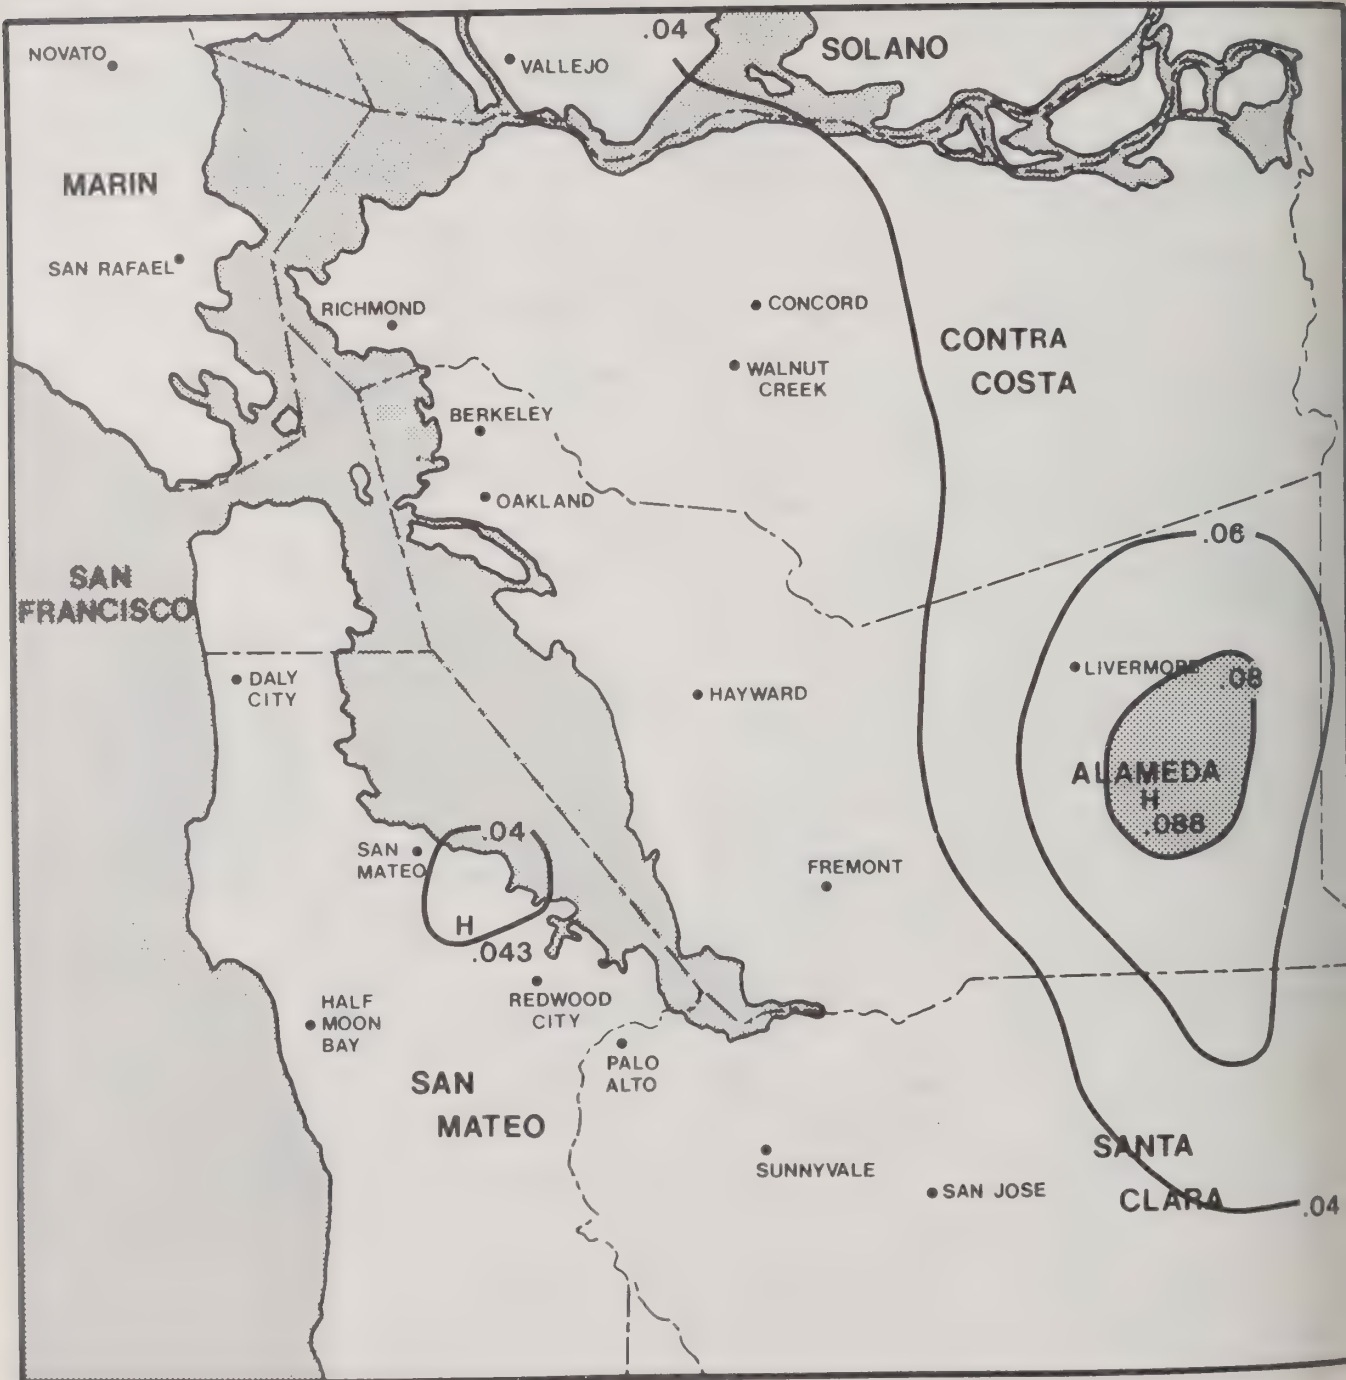 .04
SOLANO
NOVATO
VALLEJO
MARIN
SAN RAFAEL
RICHMOND
CONCORD
CONTRA
COSTA
WALNUT
CREEK
BERKELEY
OAKLAND
.06
SAN
FRANCISCO
DALY
CITY
HAYWARD
LIVERMORE
.08
ALAMEDA
H
.088
SAN
MATEO
.04
H
.043
FREMONT
HALF
MOON
BAY
REDWOOD
CITY
PALO
ALTO
SAN
MATEO
SUNNYVALE
SAN JOSE
SANTA
CLARA
.04